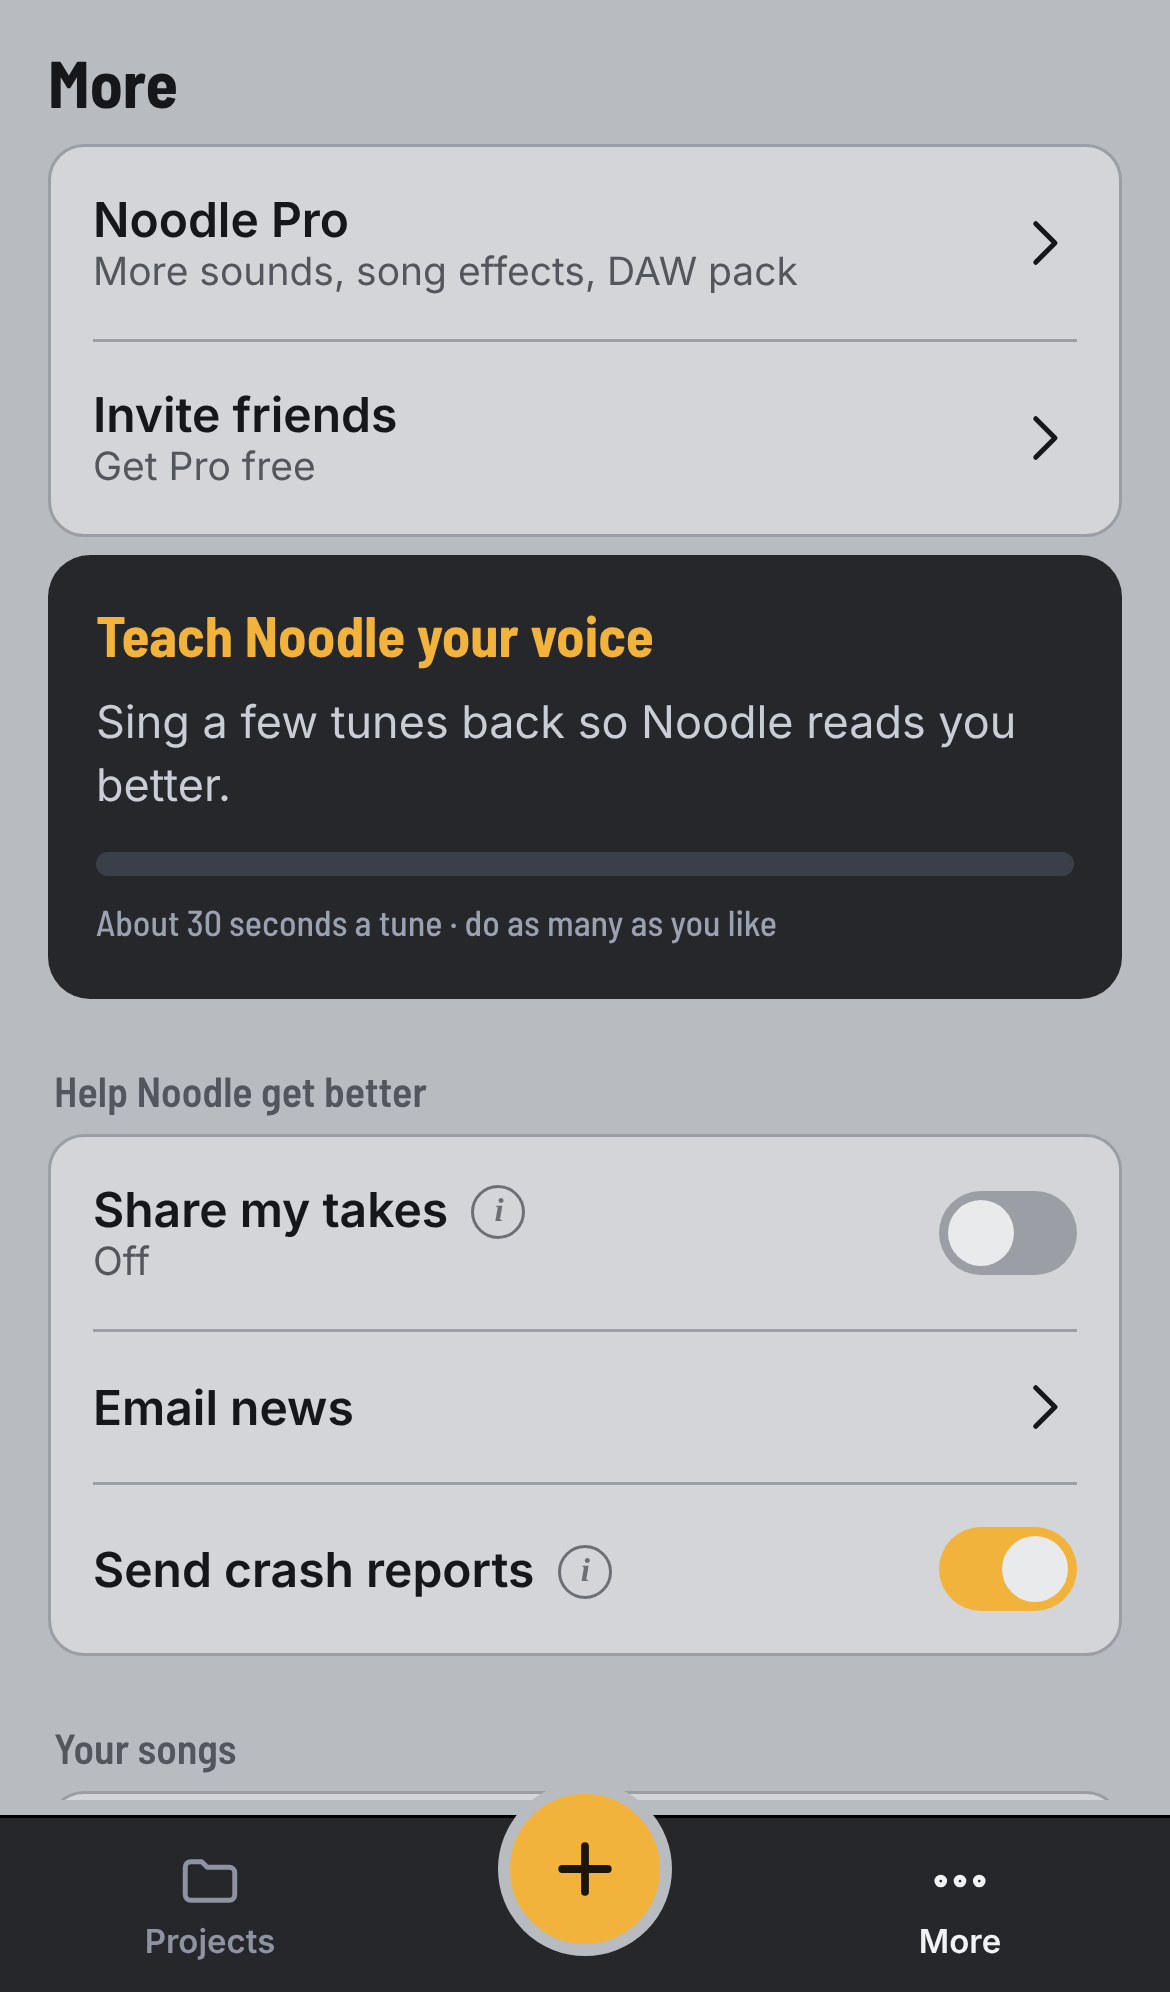 More
Noodle Pro
More sounds, song effects, DAW pack
Invite friends
Get Pro free
Teach Noodle your voice
Sing a few tunes back so Noodle reads you
better.
About 30 seconds a tune · do as many as you like
Help Noodle get better
Share my takes i
Off
Email news
Send crash reports i
Your songs
Projects
More